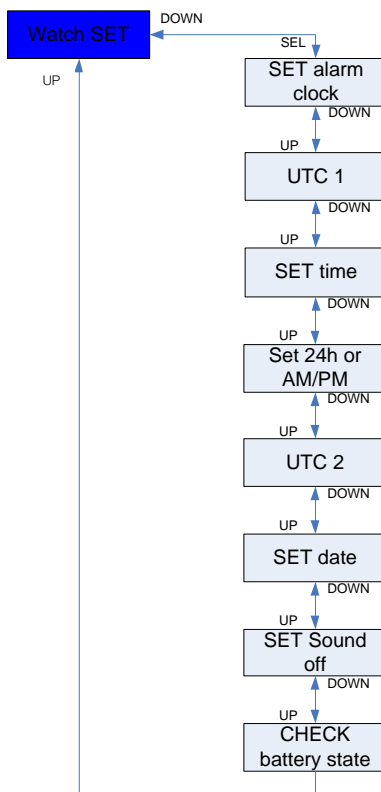 DOWN
Watch SET
SEL
UP
SET alarm
clock
DOWN
UP
UTC 1
DOWN
UP
SET time
DOWN
UP
Set 24h or
AM/PM
DOWN
UP
UTC 2
DOWN
UP
SET date
DOWN
UP
SET Sound
off
DOWN
UP
CHECK
battery state